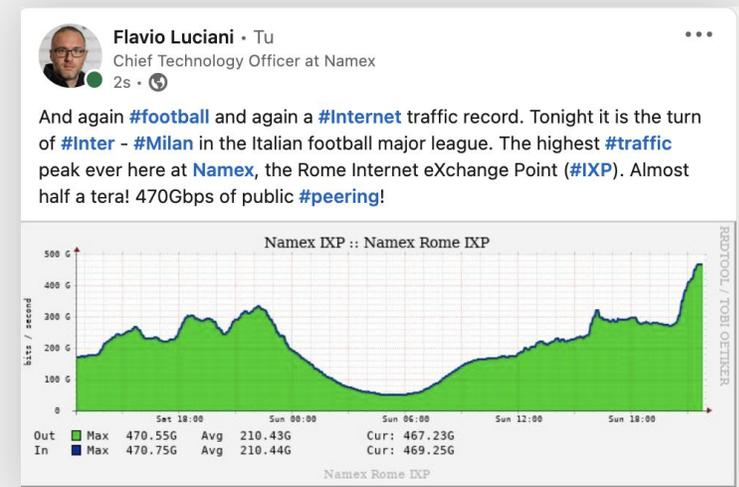 Flavio Luciani • Tu
Chief Technology Officer at Namex
2s •
And again #football and again a #Internet traffic record. Tonight it is the turn
of #Inter - #Milan in the Italian football major league. The highest #traffic
peak ever here at Namex, the Rome Internet eXchange Point (#IXP). Almost
half a tera! 470Gbps of public #peering!
Namex IXP :: Namex Rome IXP
RRDTOOL / TOBI OETIKER
bits / second
500 G
400 G
300 G
200 G
100 G
0
Sat 18:00 Sun 00:00 Sun 06:00 Sun 12:00 Sun 18:00
Out Max 470.55G Avg 210.43G Cur: 467.23G
In Max 470.75G Avg 210.44G Cur: 469.25G
Namex Rome IXP